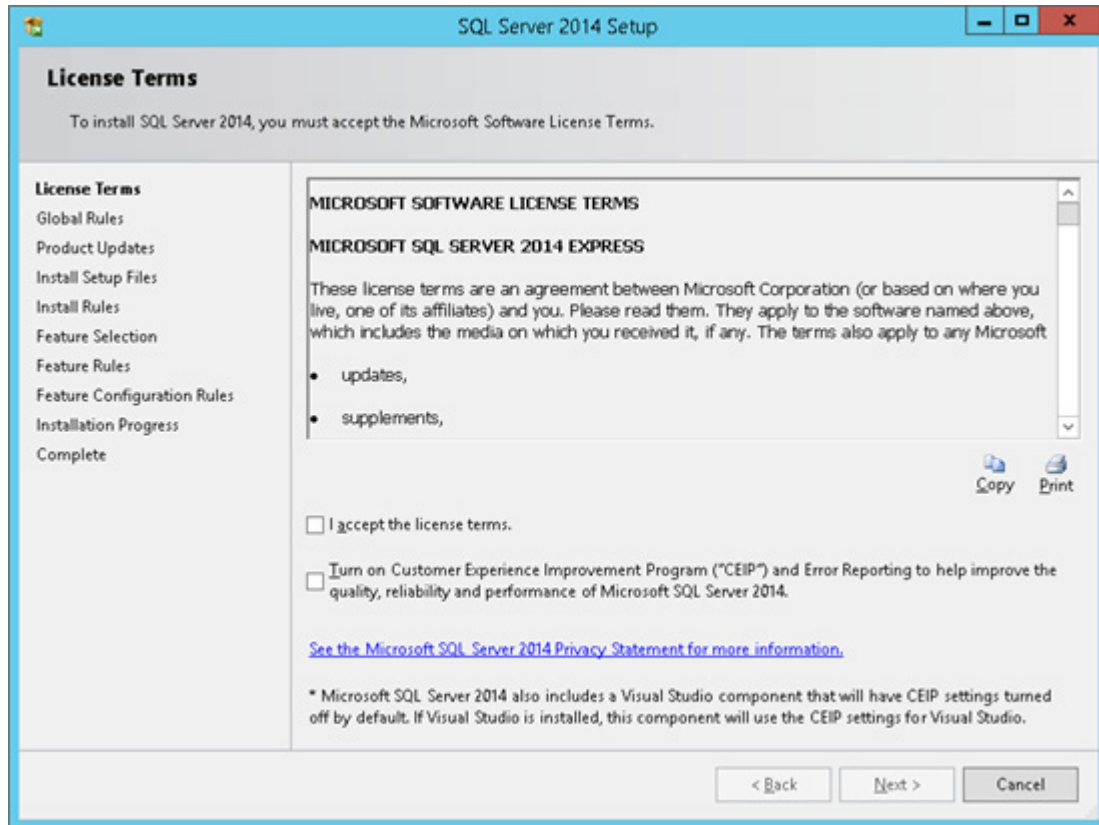 SQL Server 2014 Setup
License Terms
To install SQL Server 2014, you must accept the Microsoft Software License Terms.
License Terms
Global Rules
Product Updates
Install Setup Files
Install Rules
Feature Selection
Feature Rules
Feature Configuration Rules
Installation Progress
Complete
MICROSOFT SOFTWARE LICENSE TERMS
MICROSOFT SQL SERVER 2014 EXPRESS
These license terms are an agreement between Microsoft Corporation (or based on where you
live, one of its affiliates) and you. Please read them. They apply to the software named above,
which includes the media on which you received it, if any. The terms also apply to any Microsoft
• updates,
• supplements,
Copy Print
I accept the license terms.
Turn on Customer Experience Improvement Program ("CEIP") and Error Reporting to help improve the
quality, reliability and performance of Microsoft SQL Server 2014.
See the Microsoft SQL Server 2014 Privacy Statement for more information.
* Microsoft SQL Server 2014 also includes a Visual Studio component that will have CEIP settings turned
off by default. If Visual Studio is installed, this component will use the CEIP settings for Visual Studio.
< Back Next > Cancel